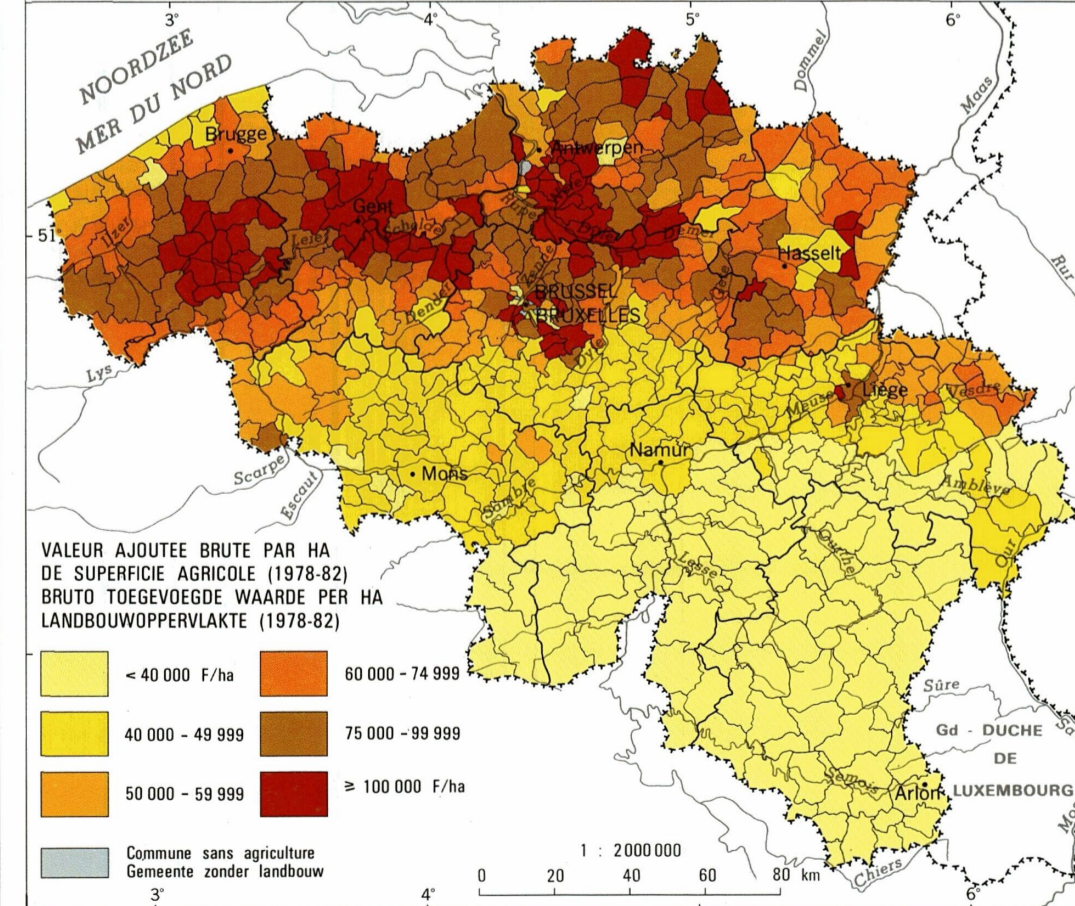 3° 4° 5° 6°
NOORDZEE
MER DU NORD
Dommel
Maas
Brugge
Antwerpen
Gent
Schelde
Rupel
Nete
IJzer
Leie
Demer
51°
Hasselt
Rur
Zenne
Gete
BRUSSEL
BRUXELLES
Dender
Dyle
Lys
Liège
Vesdre
Meuse
Namur
Mons
Scarpe
Escaut
Sambre
Amblève
Our
Ourthe
Lesse
VALEUR AJOUTEE BRUTE PAR HA
DE SUPERFICIE AGRICOLE (1978-82)
BRUTO TOEGEVOEGDE WAARDE PER HA
LANDBOUWOPPERVLAKTE (1978-82)
< 40 000 F/ha
60 000 - 74 999
40 000 - 49 999
75 000 - 99 999
50 000 - 59 999
≥ 100 000 F/ha
Commune sans agriculture
Gemeente zonder landbouw
Sûre
Gd - DUCHE
DE
LUXEMBOURG
Semois
Arlon
Chiers
1 : 2000000
0 20 40 60 80 km
3° 4° 6°